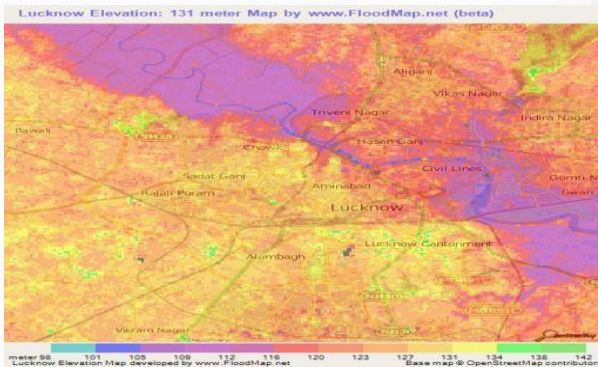 Lucknow Elevation: 131 meter Map by www.FloodMap.net (beta)
Aliganj
Vikas Nagar
Triveni Nagar
Indira Nagar
Hasan Ganj
Chowk
Civil Lines
Sadat Ganj
Gomti N
Aminabad
Rajaji Puram
Lucknow
Lucknow Cantonment
Alambagh
Vikram Nagar
OpenStreetMap
meter 98 101 105 109 112 116 120 123 127 131 134 138 142
Lucknow Elevation Map developed by www.FloodMap.net Base map © OpenStreetMap contributor